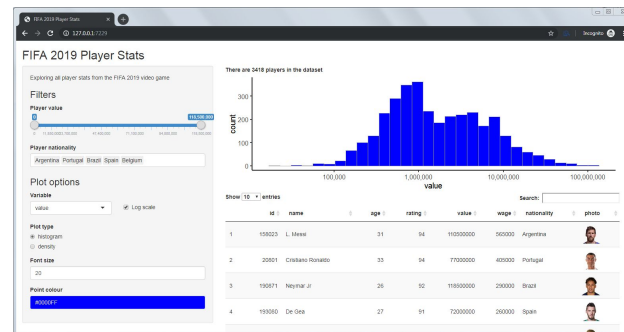 FIFA 2019 Player Stats
127.0.0.1:7229
Incognito
FIFA 2019 Player Stats
Exploring all player stats from the FIFA 2019 video game
Filters
Player value
0
118,500,000
Player nationality
Argentina Portugal Brazil Spain Belgium
Plot options
Variable
value
Log scale
Plot type
histogram
density
Font size
20
Point colour
#0000FF
There are 3418 players in the dataset
count
300
200
100
0
100,000 1,000,000 10,000,000 100,000,000
value
Show 10 entries
Search:
id name age rating value wage nationality photo
1 158023 L. Messi 31 94 110500000 565000 Argentina
2 20801 Cristiano Ronaldo 33 94 77000000 405000 Portugal
3 190871 Neymar Jr 26 92 118500000 290000 Brazil
4 193080 De Gea 27 91 72000000 260000 Spain